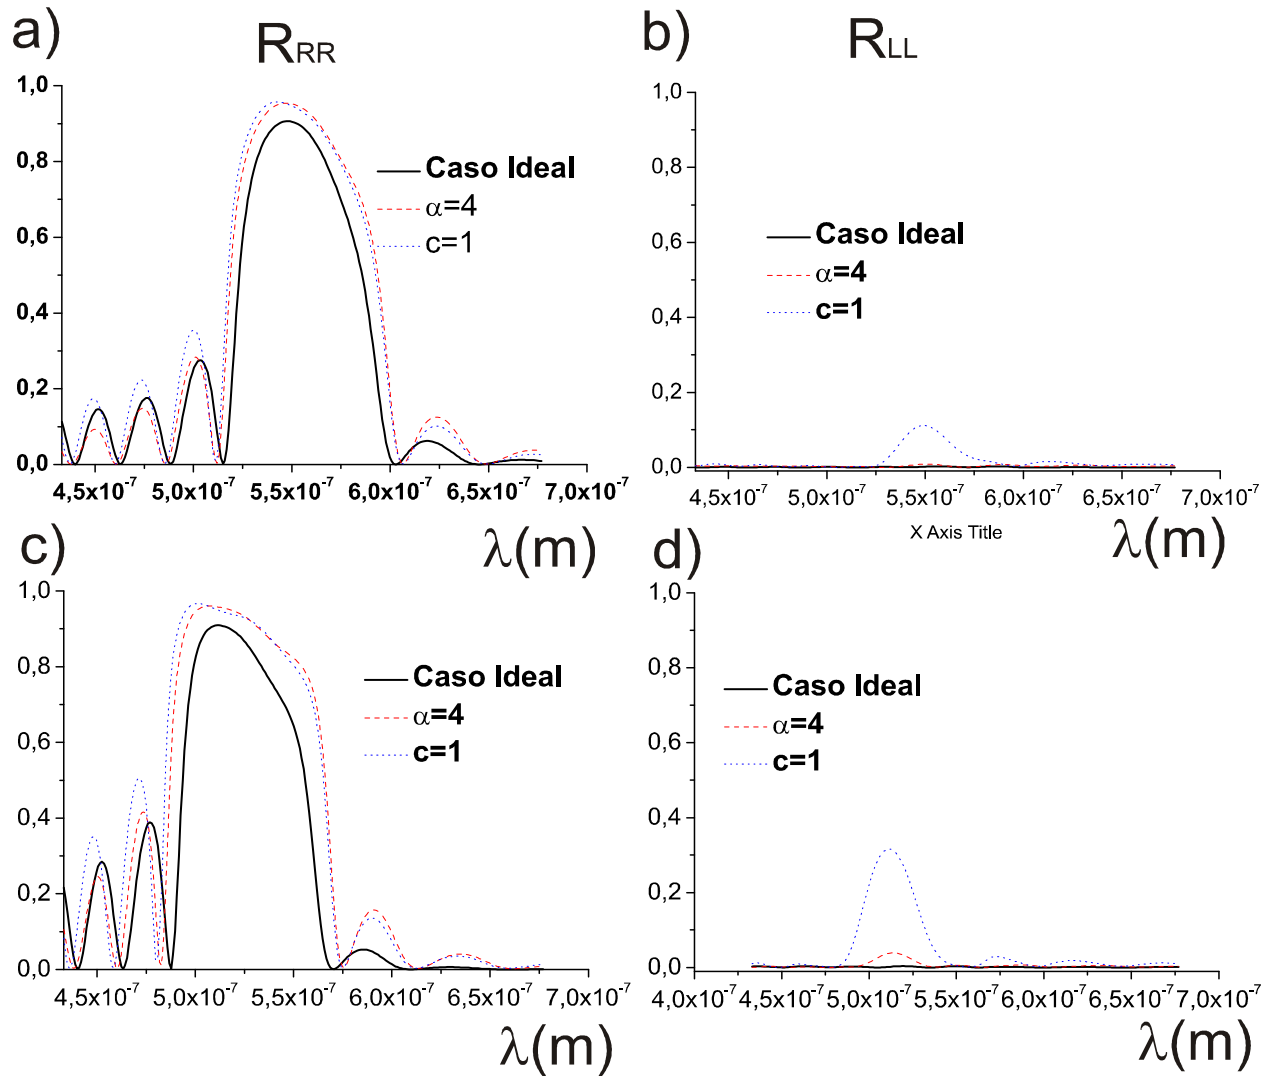 a)
R_RR
1,0
0,8
0,6
0,4
0,2
0,0
Caso Ideal
α=4
c=1
4,5x10^-7 5,0x10^-7 5,5x10^-7 6,0x10^-7 6,5x10^-7 7,0x10^-7
λ(m)
b)
R_LL
1,0
0,8
0,6
0,4
0,2
0,0
Caso Ideal
α=4
c=1
4,5x10^-7 5,0x10^-7 5,5x10^-7 6,0x10^-7 6,5x10^-7 7,0x10^-7
X Axis Title
λ(m)
c)
1,0
0,8
0,6
0,4
0,2
0,0
Caso Ideal
α=4
c=1
4,5x10^-7 5,0x10^-7 5,5x10^-7 6,0x10^-7 6,5x10^-7 7,0x10^-7
λ(m)
d)
1,0
0,8
0,6
0,4
0,2
0,0
Caso Ideal
α=4
c=1
4,0x10^-7 4,5x10^-7 5,0x10^-7 5,5x10^-7 6,0x10^-7 6,5x10^-7 7,0x10^-7
λ(m)